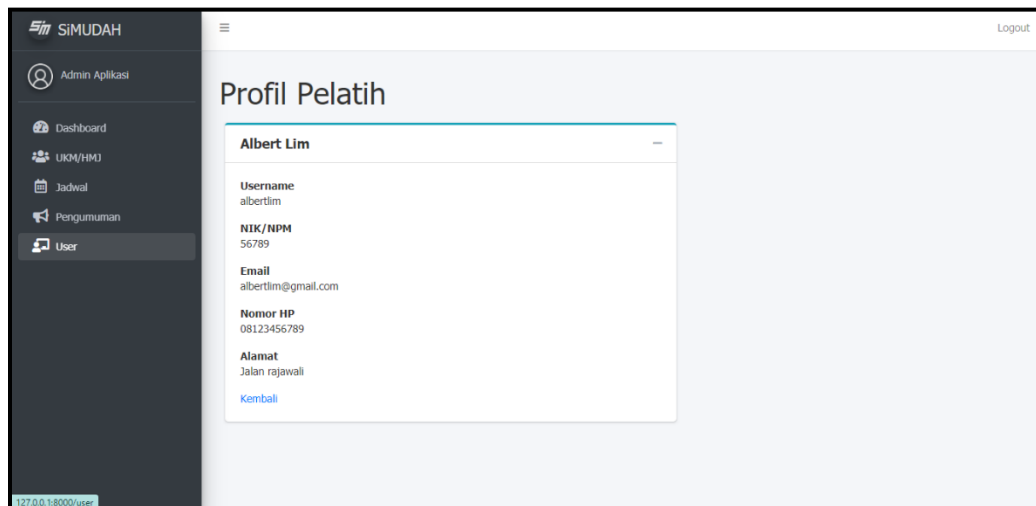 Sim SiMUDAH
Logout
Admin Aplikasi
Profil Pelatih
Dashboard
UKM/HMJ
Jadwal
Pengumuman
User
Albert Lim
Username
albertlim
NIK/NPM
56789
Email
albertlim@gmail.com
Nomor HP
08123456789
Alamat
Jalan rajawali
Kembali
127.0.0.1:8000/user